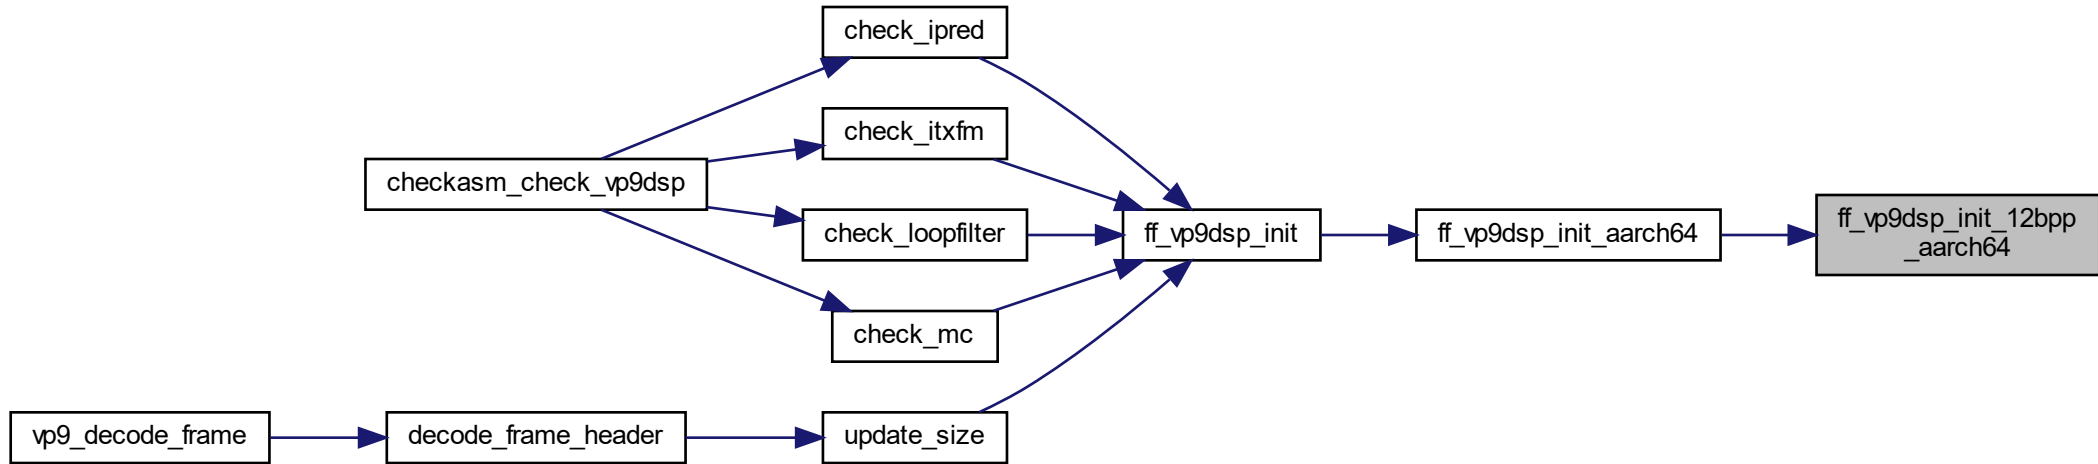 check_ipred
check_itxfm
checkasm_check_vp9dsp
ff_vp9dsp_init_12bpp
_aarch64
check_loopfilter
ff_vp9dsp_init
ff_vp9dsp_init_aarch64
check_mc
vp9_decode_frame
decode_frame_header
update_size